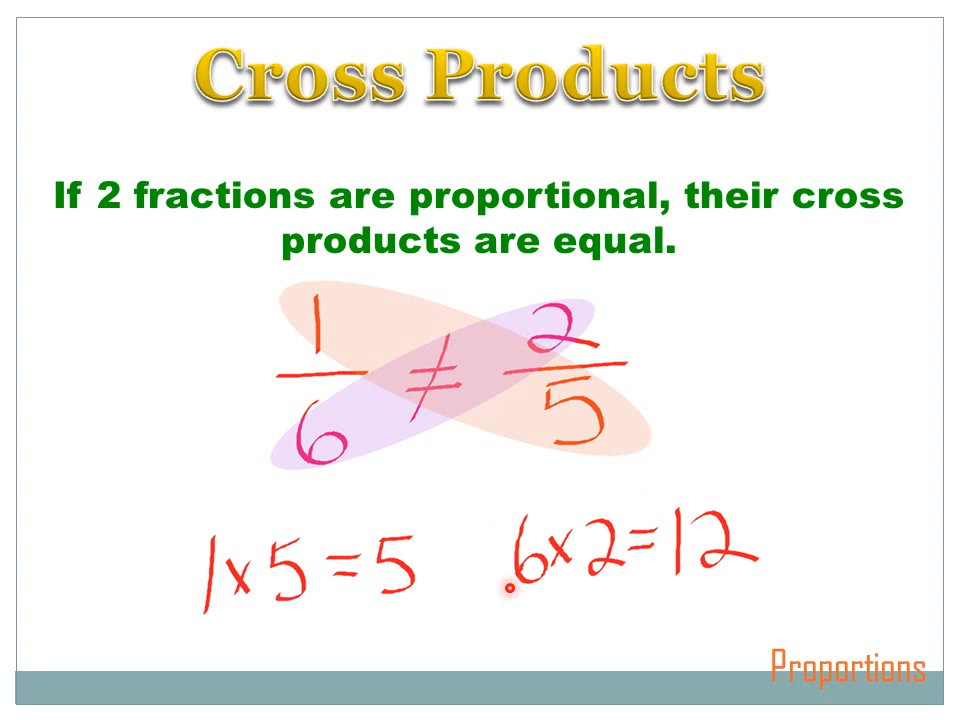 Cross Products
If 2 fractions are proportional, their cross
products are equal.
1/6 ≠ 2/5
1x5=5 6x2=12
Proportions